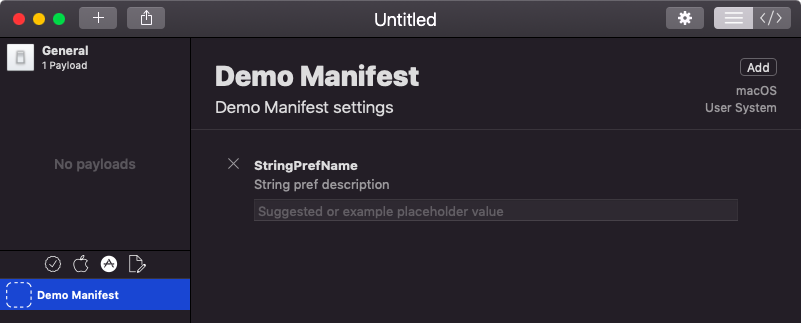 Untitled
General
1 Payload
No payloads
Demo Manifest
Demo Manifest
Demo Manifest settings
Add
macOS
User System
StringPrefName
String pref description
Suggested or example placeholder value